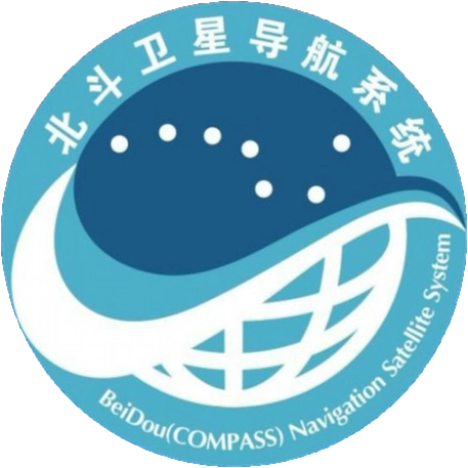 北斗卫星导航系统
BeiDou(COMPASS) Navigation Satellite System